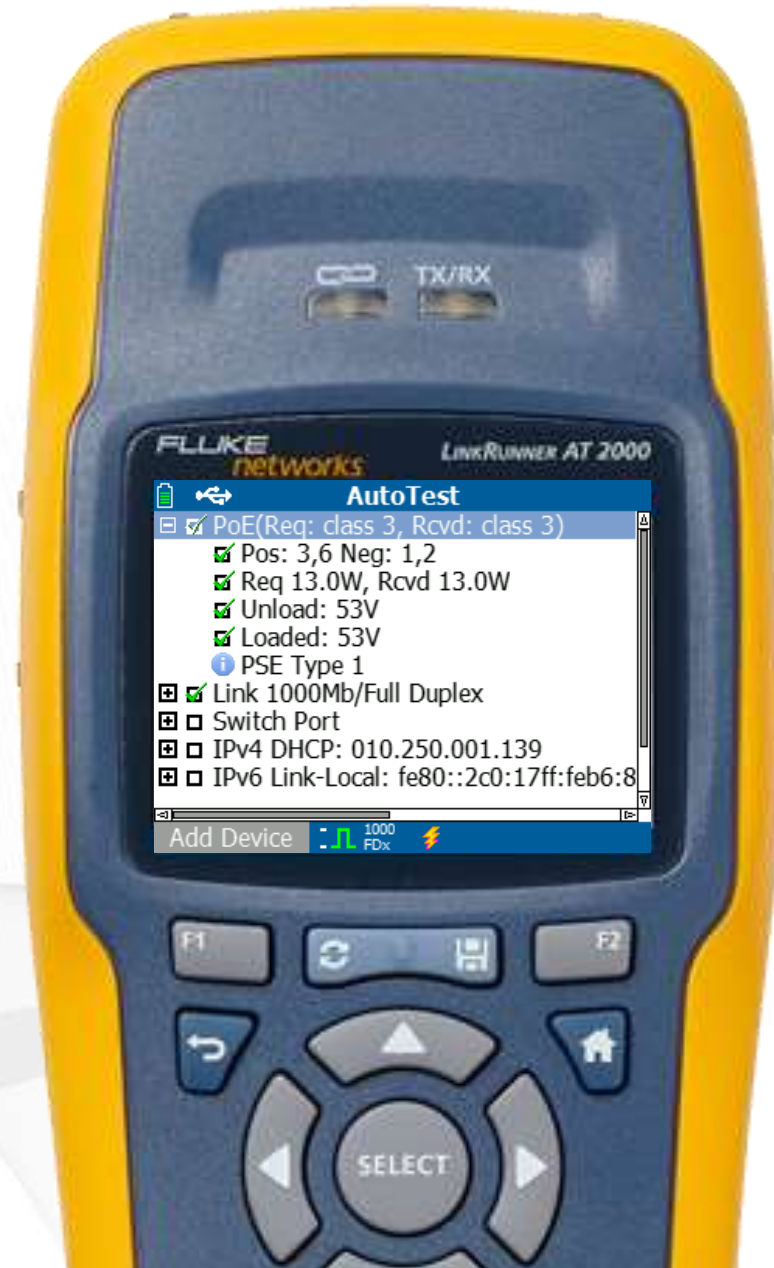 TX/RX
FLUKE
networks
LinkRunner AT 2000
AutoTest
PoE(Req: class 3, Rcvd: class 3)
Pos: 3,6 Neg: 1,2
Req 13.0W, Rcvd 13.0W
Unload: 53V
Loaded: 53V
PSE Type 1
Link 1000Mb/Full Duplex
Switch Port
IPv4 DHCP: 010.250.001.139
IPv6 Link-Local: fe80::2c0:17ff:feb6:8
Add Device
1000
FDx
F1
F2
SELECT